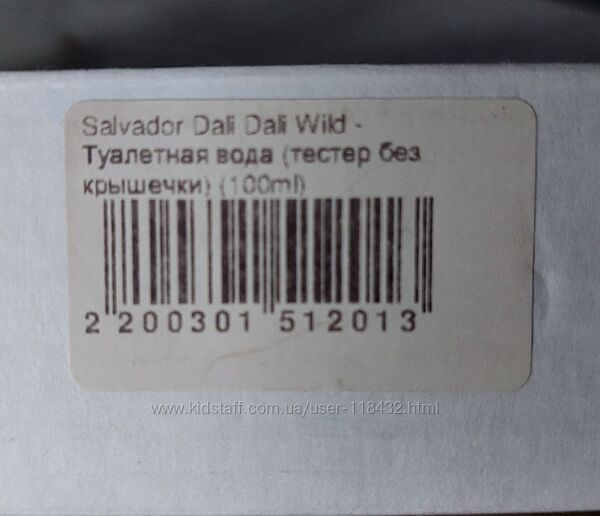 Salvador Dali Dali Wild -
Туалетная вода (тестер без
крышечки) (100ml)
2 200301 512013
www.kidstaff.com.ua/user-118432.html